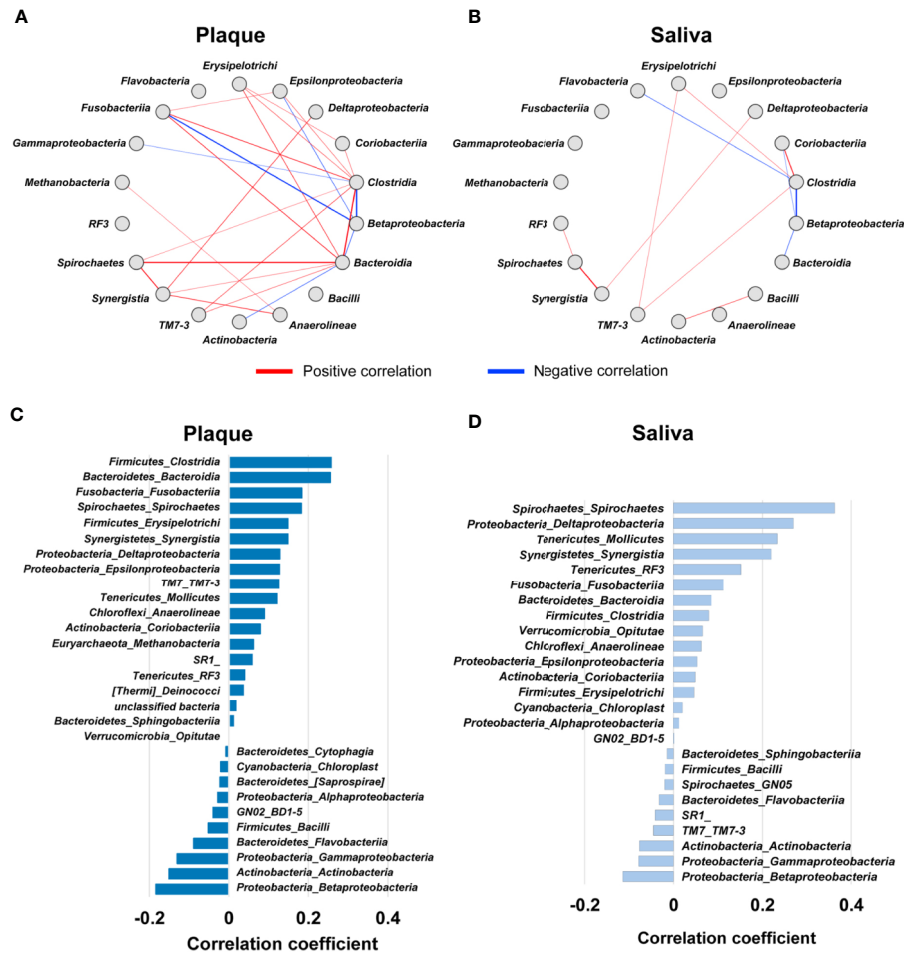 A
B
Plaque
Saliva
Erysipelotrichi
Flavobacteria
Epsilonproteobacteria
Fusobacteriia
Deltaproteobacteria
Gammaproteobacteria
Coriobacteriia
Methanobacteria
Clostridia
RF3
Betaproteobacteria
Spirochaetes
Bacteroidia
Synergistia
Bacilli
TM7-3
Anaerolineae
Actinobacteria
Erysipelotrichi
Flavobacteria
Epsilonproteobacteria
Fusobacteriia
Deltaproteobacteria
Gammaproteobacteria
Coriobacteriia
Methanobacteria
Clostridia
RF3
Betaproteobacteria
Spirochaetes
Bacteroidia
Synergistia
Bacilli
TM7-3
Anaerolineae
Actinobacteria
Positive correlation
Negative correlation
C
Plaque
Firmicutes_Clostridia
Bacteroidetes_Bacteroidia
Fusobacteria_Fusobacteriia
Spirochaetes_Spirochaetes
Firmicutes_Erysipelotrichi
Synergistetes_Synergistia
Proteobacteria_Deltaproteobacteria
Proteobacteria_Epsilonproteobacteria
TM7_TM7-3
Tenericutes_Mollicutes
Chloroflexi_Anaerolineae
Actinobacteria_Coriobacteriia
Euryarchaeota_Methanobacteria
SR1_
Tenericutes_RF3
[Thermi]_Deinococci
unclassified bacteria
Bacteroidetes_Sphingobacteriia
Verrucomicrobia_Opitutae
Bacteroidetes_Cytophagia
Cyanobacteria_Chloroplast
Bacteroidetes_[Saprospirae]
Proteobacteria_Alphaproteobacteria
GN02_BD1-5
Firmicutes_Bacilli
Bacteroidetes_Flavobacteriia
Proteobacteria_Gammaproteobacteria
Actinobacteria_Actinobacteria
Proteobacteria_Betaproteobacteria
-0.2 0 0.2 0.4
Correlation coefficient
D
Saliva
Spirochaetes_Spirochaetes
Proteobacteria_Deltaproteobacteria
Tenericutes_Mollicutes
Synergistetes_Synergistia
Tenericutes_RF3
Fusobacteria_Fusobacteriia
Bacteroidetes_Bacteroidia
Firmicutes_Clostridia
Verrucomicrobia_Opitutae
Chloroflexi_Anaerolineae
Proteobacteria_Epsilonproteobacteria
Actinobacteria_Coriobacteriia
Firmicutes_Erysipelotrichi
Cyanobacteria_Chloroplast
Proteobacteria_Alphaproteobacteria
GN02_BD1-5
Bacteroidetes_Sphingobacteriia
Firmicutes_Bacilli
Spirochaetes_GN05
Bacteroidetes_Flavobacteriia
SR1_
TM7_TM7-3
Actinobacteria_Actinobacteria
Proteobacteria_Gammaproteobacteria
Proteobacteria_Betaproteobacteria
-0.2 0 0.2 0.4
Correlation coefficient